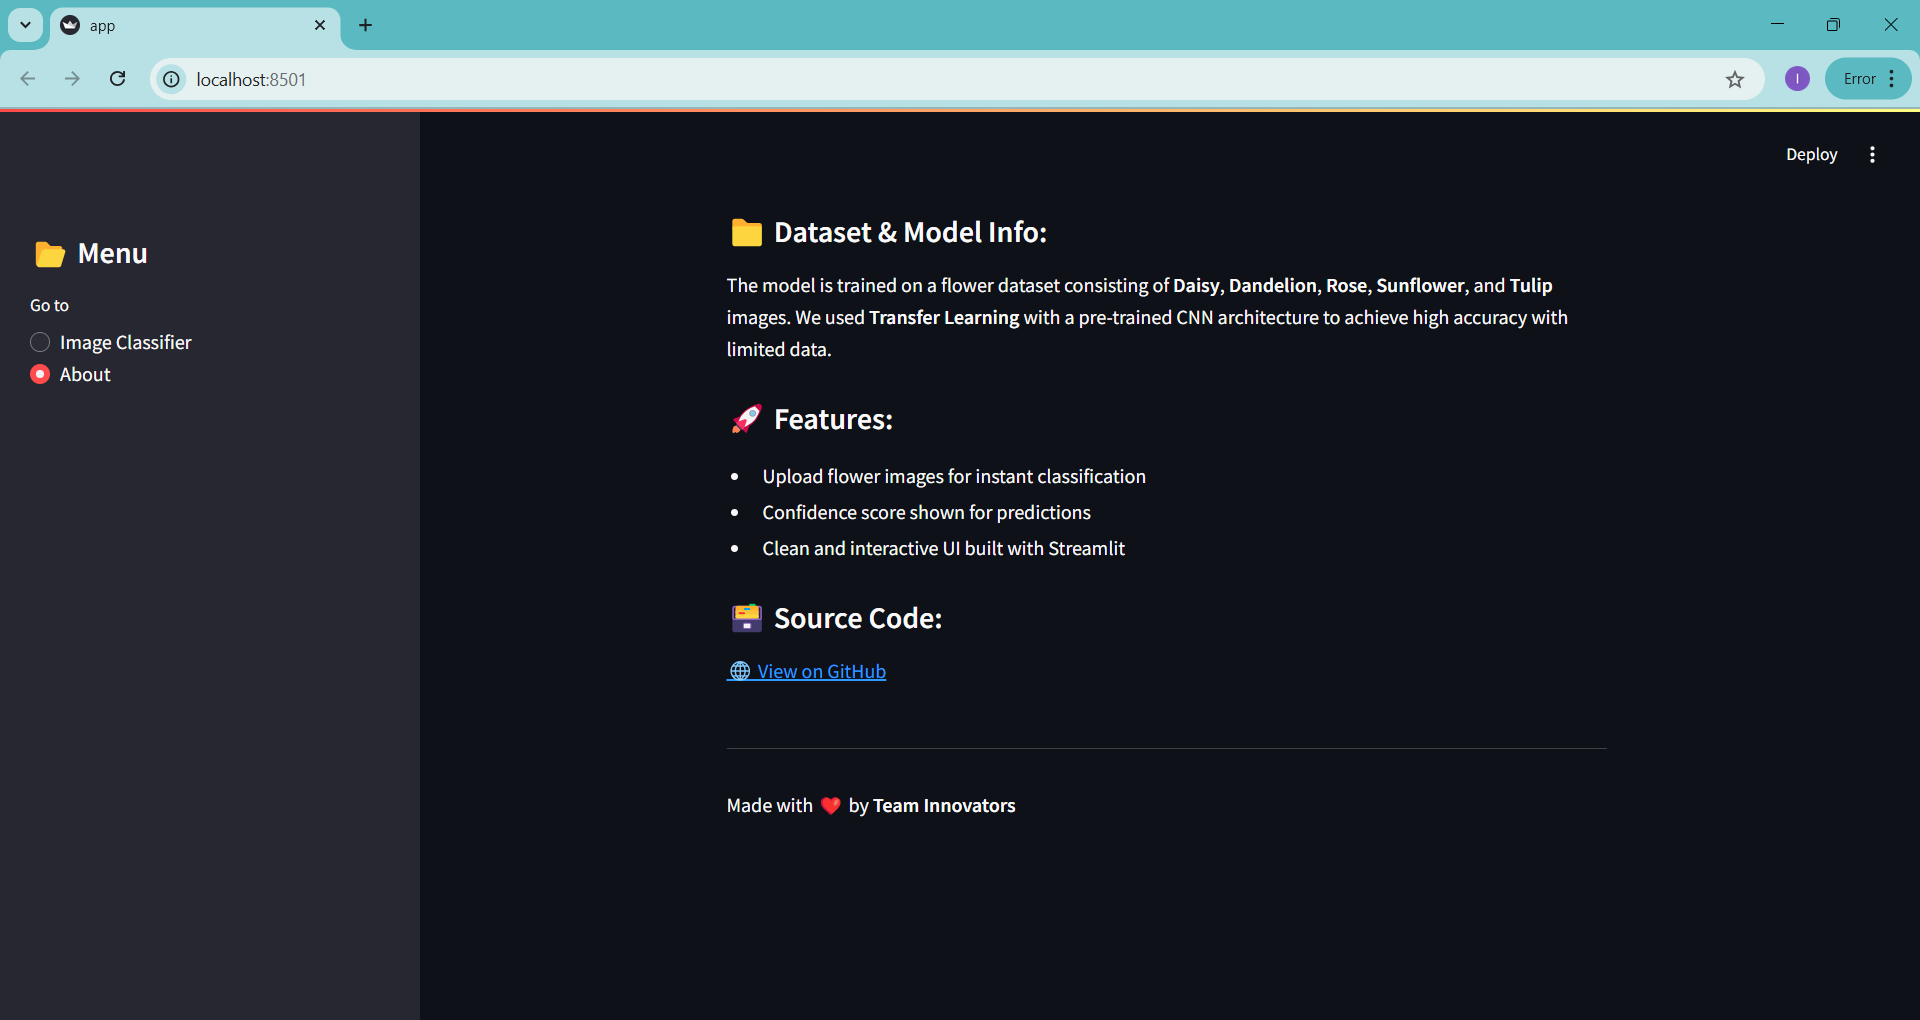 app
localhost:8501
Error
Deploy
Menu
Go to
Image Classifier
About
Dataset & Model Info:
The model is trained on a flower dataset consisting of Daisy, Dandelion, Rose, Sunflower, and Tulip
images. We used Transfer Learning with a pre-trained CNN architecture to achieve high accuracy with
limited data.
Features:
• Upload flower images for instant classification
• Confidence score shown for predictions
• Clean and interactive UI built with Streamlit
Source Code:
View on GitHub
Made with ❤️ by Team Innovators